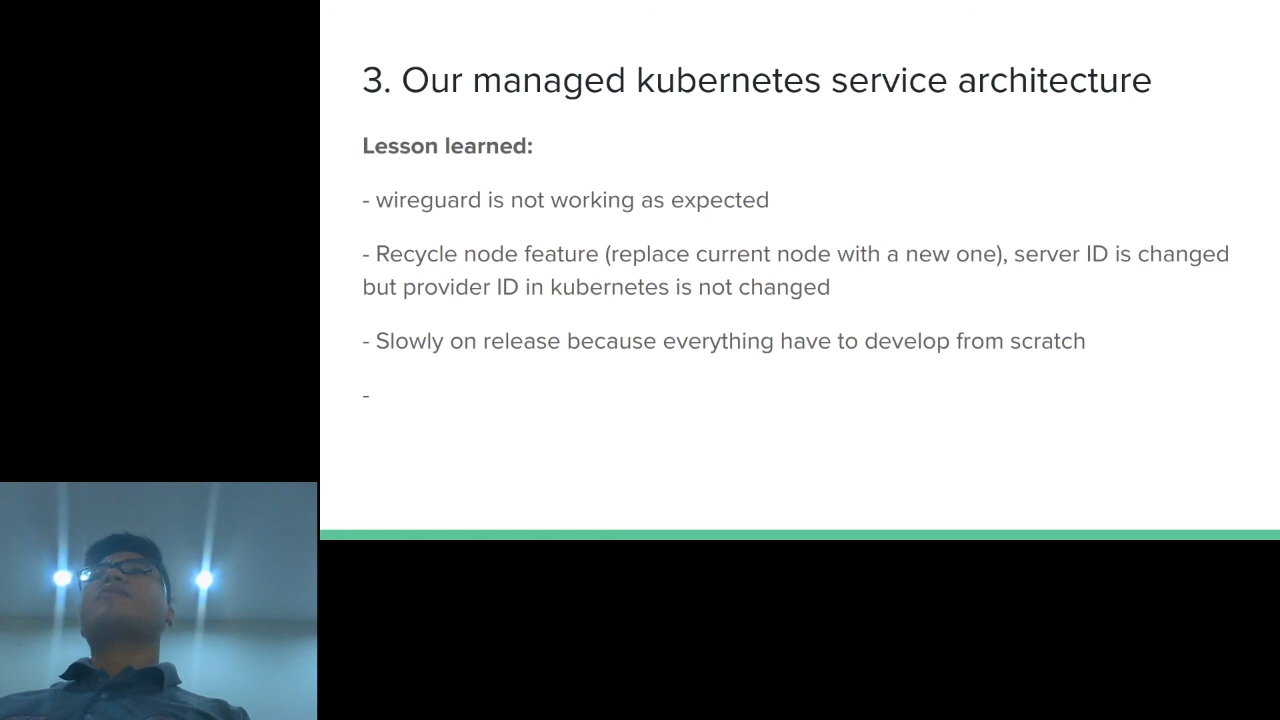 3. Our managed kubernetes service architecture
Lesson learned:
- wireguard is not working as expected
- Recycle node feature (replace current node with a new one), server ID is changed
but provider ID in kubernetes is not changed
- Slowly on release because everything have to develop from scratch
-